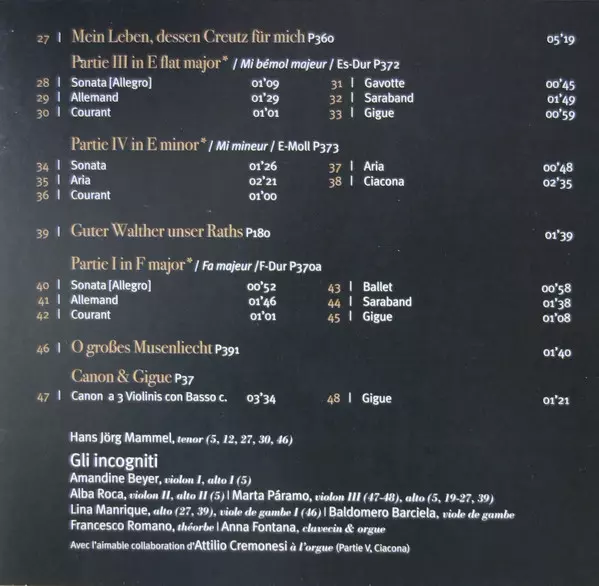 27 | Mein Leben, dessen Creutz für mich P360 05'19
Partie III in E flat major* / Mi bémol majeur / Es-Dur P372
28 | Sonata [Allegro] 01'09 31 | Gavotte 00'45
29 | Allemand 01'29 32 | Saraband 01'49
30 | Courant 01'01 33 | Gigue 00'59
Partie IV in E minor* / Mi mineur / E-Moll P373
34 | Sonata 01'26 37 | Aria 00'48
35 | Aria 02'21 38 | Ciacona 02'35
36 | Courant 01'00
39 | Guter Walther unser Raths P180 01'39
Partie I in F major* / Fa majeur /F-Dur P370a
40 | Sonata [Allegro] 00'52 43 | Ballet 00'58
41 | Allemand 01'46 44 | Saraband 01'38
42 | Courant 01'01 45 | Gigue 01'08
46 | O großes Musenliecht P391 01'40
Canon & Gigue P37
47 | Canon a 3 Violinis con Basso c. 03'34 48 | Gigue 01'21
Hans Jörg Mammel, tenor (5, 12, 27, 30, 46)
Gli incogniti
Amandine Beyer, violon I, alto I (5)
Alba Roca, violon II, alto II (5) | Marta Páramo, violon III (47-48), alto (5, 19-27, 39)
Lina Manrique, alto (27, 39), viole de gambe I (46) | Baldomero Barciela, viole de gambe
Francesco Romano, théorbe | Anna Fontana, clavecin & orgue
Avec l'aimable collaboration d'Attilio Cremonesi à l'orgue (Partie V, Ciacona)